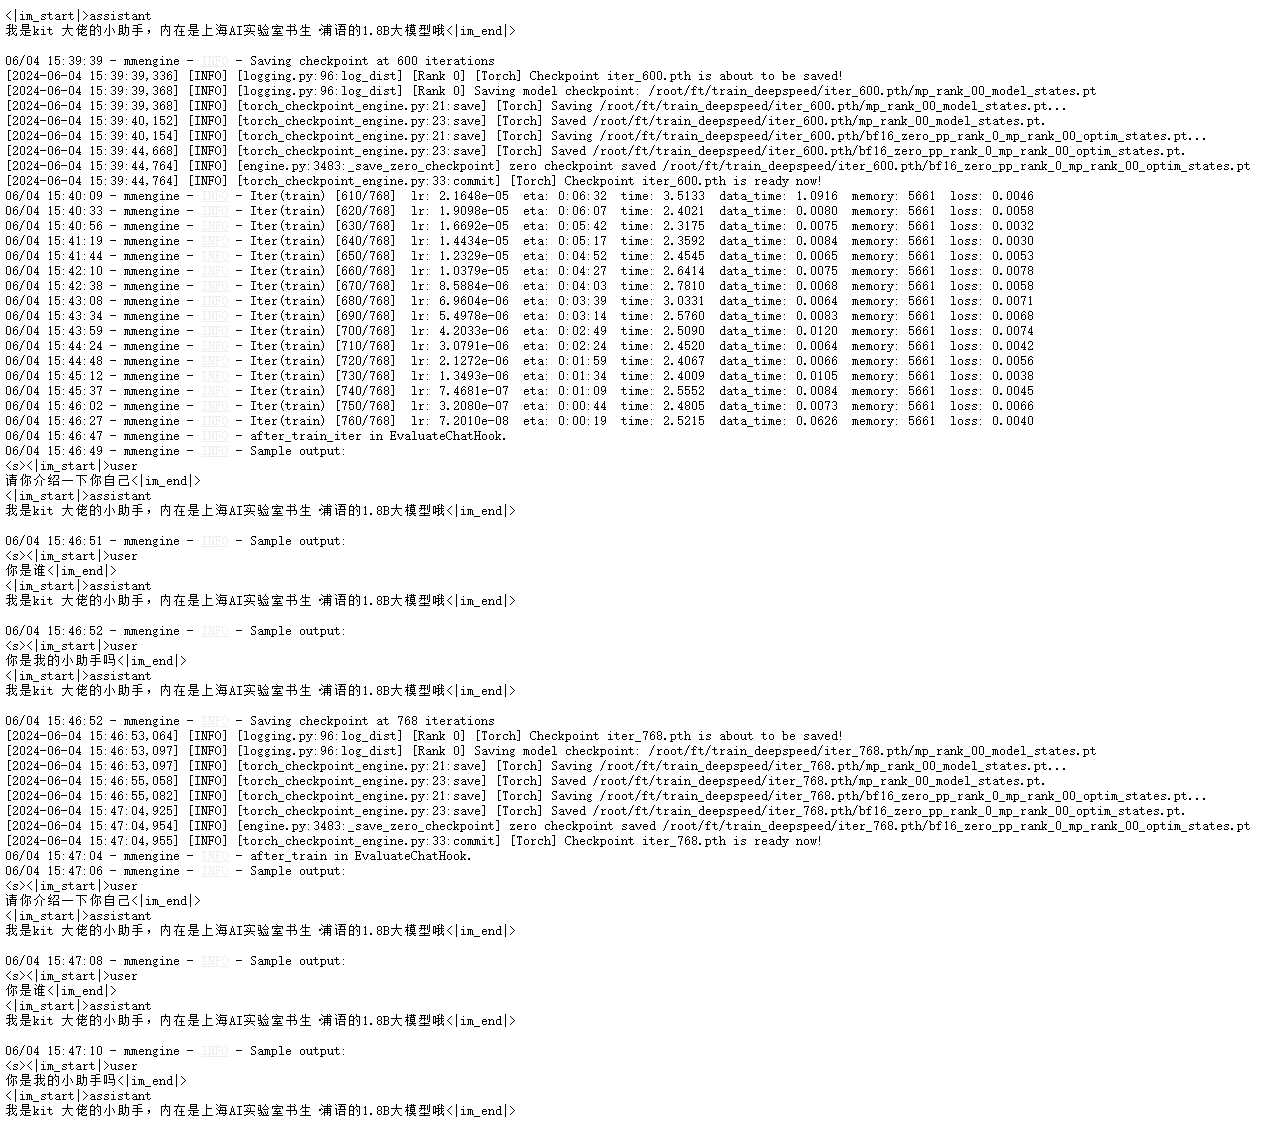 <|im_start|>assistant
我是kit 大佬的小助手，内在是上海AI实验室书生·浦语的1.8B大模型哦<|im_end|>
06/04 15:39:39 - mmengine - INFO - Saving checkpoint at 600 iterations
[2024-06-04 15:39:39,336] [INFO] [logging.py:96:log_dist] [Rank 0] [Torch] Checkpoint iter_600.pth is about to be saved!
[2024-06-04 15:39:39,368] [INFO] [logging.py:96:log_dist] [Rank 0] Saving model checkpoint: /root/ft/train_deepspeed/iter_600.pth/mp_rank_00_model_states.pt
[2024-06-04 15:39:39,368] [INFO] [torch_checkpoint_engine.py:21:save] [Torch] Saving /root/ft/train_deepspeed/iter_600.pth/mp_rank_00_model_states.pt...
[2024-06-04 15:39:40,152] [INFO] [torch_checkpoint_engine.py:23:save] [Torch] Saved /root/ft/train_deepspeed/iter_600.pth/mp_rank_00_model_states.pt.
[2024-06-04 15:39:40,154] [INFO] [torch_checkpoint_engine.py:21:save] [Torch] Saving /root/ft/train_deepspeed/iter_600.pth/bf16_zero_pp_rank_0_mp_rank_00_optim_states.pt...
[2024-06-04 15:39:44,668] [INFO] [torch_checkpoint_engine.py:23:save] [Torch] Saved /root/ft/train_deepspeed/iter_600.pth/bf16_zero_pp_rank_0_mp_rank_00_optim_states.pt.
[2024-06-04 15:39:44,764] [INFO] [engine.py:3483:_save_zero_checkpoint] zero checkpoint saved /root/ft/train_deepspeed/iter_600.pth/bf16_zero_pp_rank_0_mp_rank_00_optim_states.pt
[2024-06-04 15:39:44,764] [INFO] [torch_checkpoint_engine.py:33:commit] [Torch] Checkpoint iter_600.pth is ready now!
06/04 15:40:09 - mmengine - INFO - Iter(train) [610/768]  lr: 2.1648e-05  eta: 0:06:32  time: 3.5133  data_time: 1.0916  memory: 5661  loss: 0.0046
06/04 15:40:33 - mmengine - INFO - Iter(train) [620/768]  lr: 1.9098e-05  eta: 0:06:07  time: 2.4021  data_time: 0.0080  memory: 5661  loss: 0.0058
06/04 15:40:56 - mmengine - INFO - Iter(train) [630/768]  lr: 1.6692e-05  eta: 0:05:42  time: 2.3175  data_time: 0.0075  memory: 5661  loss: 0.0032
06/04 15:41:19 - mmengine - INFO - Iter(train) [640/768]  lr: 1.4434e-05  eta: 0:05:17  time: 2.3592  data_time: 0.0084  memory: 5661  loss: 0.0030
06/04 15:41:44 - mmengine - INFO - Iter(train) [650/768]  lr: 1.2329e-05  eta: 0:04:52  time: 2.4545  data_time: 0.0065  memory: 5661  loss: 0.0053
06/04 15:42:10 - mmengine - INFO - Iter(train) [660/768]  lr: 1.0379e-05  eta: 0:04:27  time: 2.6414  data_time: 0.0075  memory: 5661  loss: 0.0078
06/04 15:42:38 - mmengine - INFO - Iter(train) [670/768]  lr: 8.5884e-06  eta: 0:04:03  time: 2.7810  data_time: 0.0068  memory: 5661  loss: 0.0058
06/04 15:43:08 - mmengine - INFO - Iter(train) [680/768]  lr: 6.9604e-06  eta: 0:03:39  time: 3.0331  data_time: 0.0064  memory: 5661  loss: 0.0071
06/04 15:43:34 - mmengine - INFO - Iter(train) [690/768]  lr: 5.4978e-06  eta: 0:03:14  time: 2.5760  data_time: 0.0083  memory: 5661  loss: 0.0068
06/04 15:43:59 - mmengine - INFO - Iter(train) [700/768]  lr: 4.2033e-06  eta: 0:02:49  time: 2.5090  data_time: 0.0120  memory: 5661  loss: 0.0074
06/04 15:44:24 - mmengine - INFO - Iter(train) [710/768]  lr: 3.0791e-06  eta: 0:02:24  time: 2.4520  data_time: 0.0064  memory: 5661  loss: 0.0042
06/04 15:44:48 - mmengine - INFO - Iter(train) [720/768]  lr: 2.1272e-06  eta: 0:01:59  time: 2.4067  data_time: 0.0066  memory: 5661  loss: 0.0056
06/04 15:45:12 - mmengine - INFO - Iter(train) [730/768]  lr: 1.3493e-06  eta: 0:01:34  time: 2.4009  data_time: 0.0105  memory: 5661  loss: 0.0038
06/04 15:45:37 - mmengine - INFO - Iter(train) [740/768]  lr: 7.4681e-07  eta: 0:01:09  time: 2.5552  data_time: 0.0084  memory: 5661  loss: 0.0045
06/04 15:46:02 - mmengine - INFO - Iter(train) [750/768]  lr: 3.2080e-07  eta: 0:00:44  time: 2.4805  data_time: 0.0073  memory: 5661  loss: 0.0066
06/04 15:46:27 - mmengine - INFO - Iter(train) [760/768]  lr: 7.2010e-08  eta: 0:00:19  time: 2.5215  data_time: 0.0626  memory: 5661  loss: 0.0040
06/04 15:46:47 - mmengine - INFO - after_train_iter in EvaluateChatHook.
06/04 15:46:49 - mmengine - INFO - Sample output:
<s><|im_start|>user
请你介绍一下你自己<|im_end|>
<|im_start|>assistant
我是kit 大佬的小助手，内在是上海AI实验室书生·浦语的1.8B大模型哦<|im_end|>
06/04 15:46:51 - mmengine - INFO - Sample output:
<s><|im_start|>user
你是谁<|im_end|>
<|im_start|>assistant
我是kit 大佬的小助手，内在是上海AI实验室书生·浦语的1.8B大模型哦<|im_end|>
06/04 15:46:52 - mmengine - INFO - Sample output:
<s><|im_start|>user
你是我的小助手吗<|im_end|>
<|im_start|>assistant
我是kit 大佬的小助手，内在是上海AI实验室书生·浦语的1.8B大模型哦<|im_end|>
06/04 15:46:52 - mmengine - INFO - Saving checkpoint at 768 iterations
[2024-06-04 15:46:53,064] [INFO] [logging.py:96:log_dist] [Rank 0] [Torch] Checkpoint iter_768.pth is about to be saved!
[2024-06-04 15:46:53,097] [INFO] [logging.py:96:log_dist] [Rank 0] Saving model checkpoint: /root/ft/train_deepspeed/iter_768.pth/mp_rank_00_model_states.pt
[2024-06-04 15:46:53,097] [INFO] [torch_checkpoint_engine.py:21:save] [Torch] Saving /root/ft/train_deepspeed/iter_768.pth/mp_rank_00_model_states.pt...
[2024-06-04 15:46:55,058] [INFO] [torch_checkpoint_engine.py:23:save] [Torch] Saved /root/ft/train_deepspeed/iter_768.pth/mp_rank_00_model_states.pt.
[2024-06-04 15:46:55,082] [INFO] [torch_checkpoint_engine.py:21:save] [Torch] Saving /root/ft/train_deepspeed/iter_768.pth/bf16_zero_pp_rank_0_mp_rank_00_optim_states.pt...
[2024-06-04 15:47:04,925] [INFO] [torch_checkpoint_engine.py:23:save] [Torch] Saved /root/ft/train_deepspeed/iter_768.pth/bf16_zero_pp_rank_0_mp_rank_00_optim_states.pt.
[2024-06-04 15:47:04,954] [INFO] [engine.py:3483:_save_zero_checkpoint] zero checkpoint saved /root/ft/train_deepspeed/iter_768.pth/bf16_zero_pp_rank_0_mp_rank_00_optim_states.pt
[2024-06-04 15:47:04,955] [INFO] [torch_checkpoint_engine.py:33:commit] [Torch] Checkpoint iter_768.pth is ready now!
06/04 15:47:04 - mmengine - INFO - after_train in EvaluateChatHook.
06/04 15:47:06 - mmengine - INFO - Sample output:
<s><|im_start|>user
请你介绍一下你自己<|im_end|>
<|im_start|>assistant
我是kit 大佬的小助手，内在是上海AI实验室书生·浦语的1.8B大模型哦<|im_end|>
06/04 15:47:08 - mmengine - INFO - Sample output:
<s><|im_start|>user
你是谁<|im_end|>
<|im_start|>assistant
我是kit 大佬的小助手，内在是上海AI实验室书生·浦语的1.8B大模型哦<|im_end|>
06/04 15:47:10 - mmengine - INFO - Sample output:
<s><|im_start|>user
你是我的小助手吗<|im_end|>
<|im_start|>assistant
我是kit 大佬的小助手，内在是上海AI实验室书生·浦语的1.8B大模型哦<|im_end|>